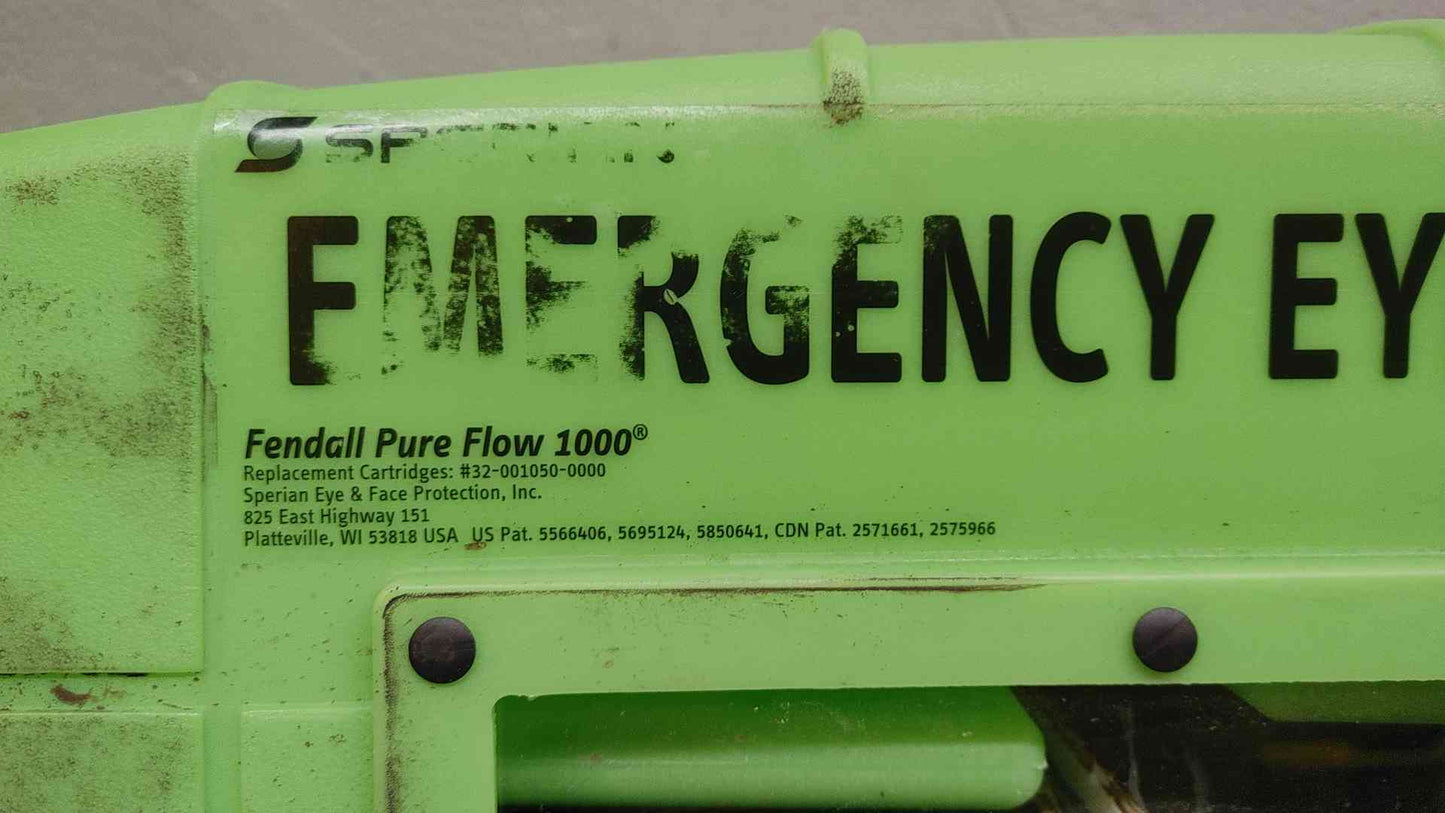 SPERIAN
EMERGENCY EY
Fendall Pure Flow 1000®
Replacement Cartridges: #32-001050-0000
Sperian Eye & Face Protection, Inc.
825 East Highway 151
Platteville, WI 53818 USA US Pat. 5566406, 5695124, 5850641, CDN Pat. 2571661, 2575966